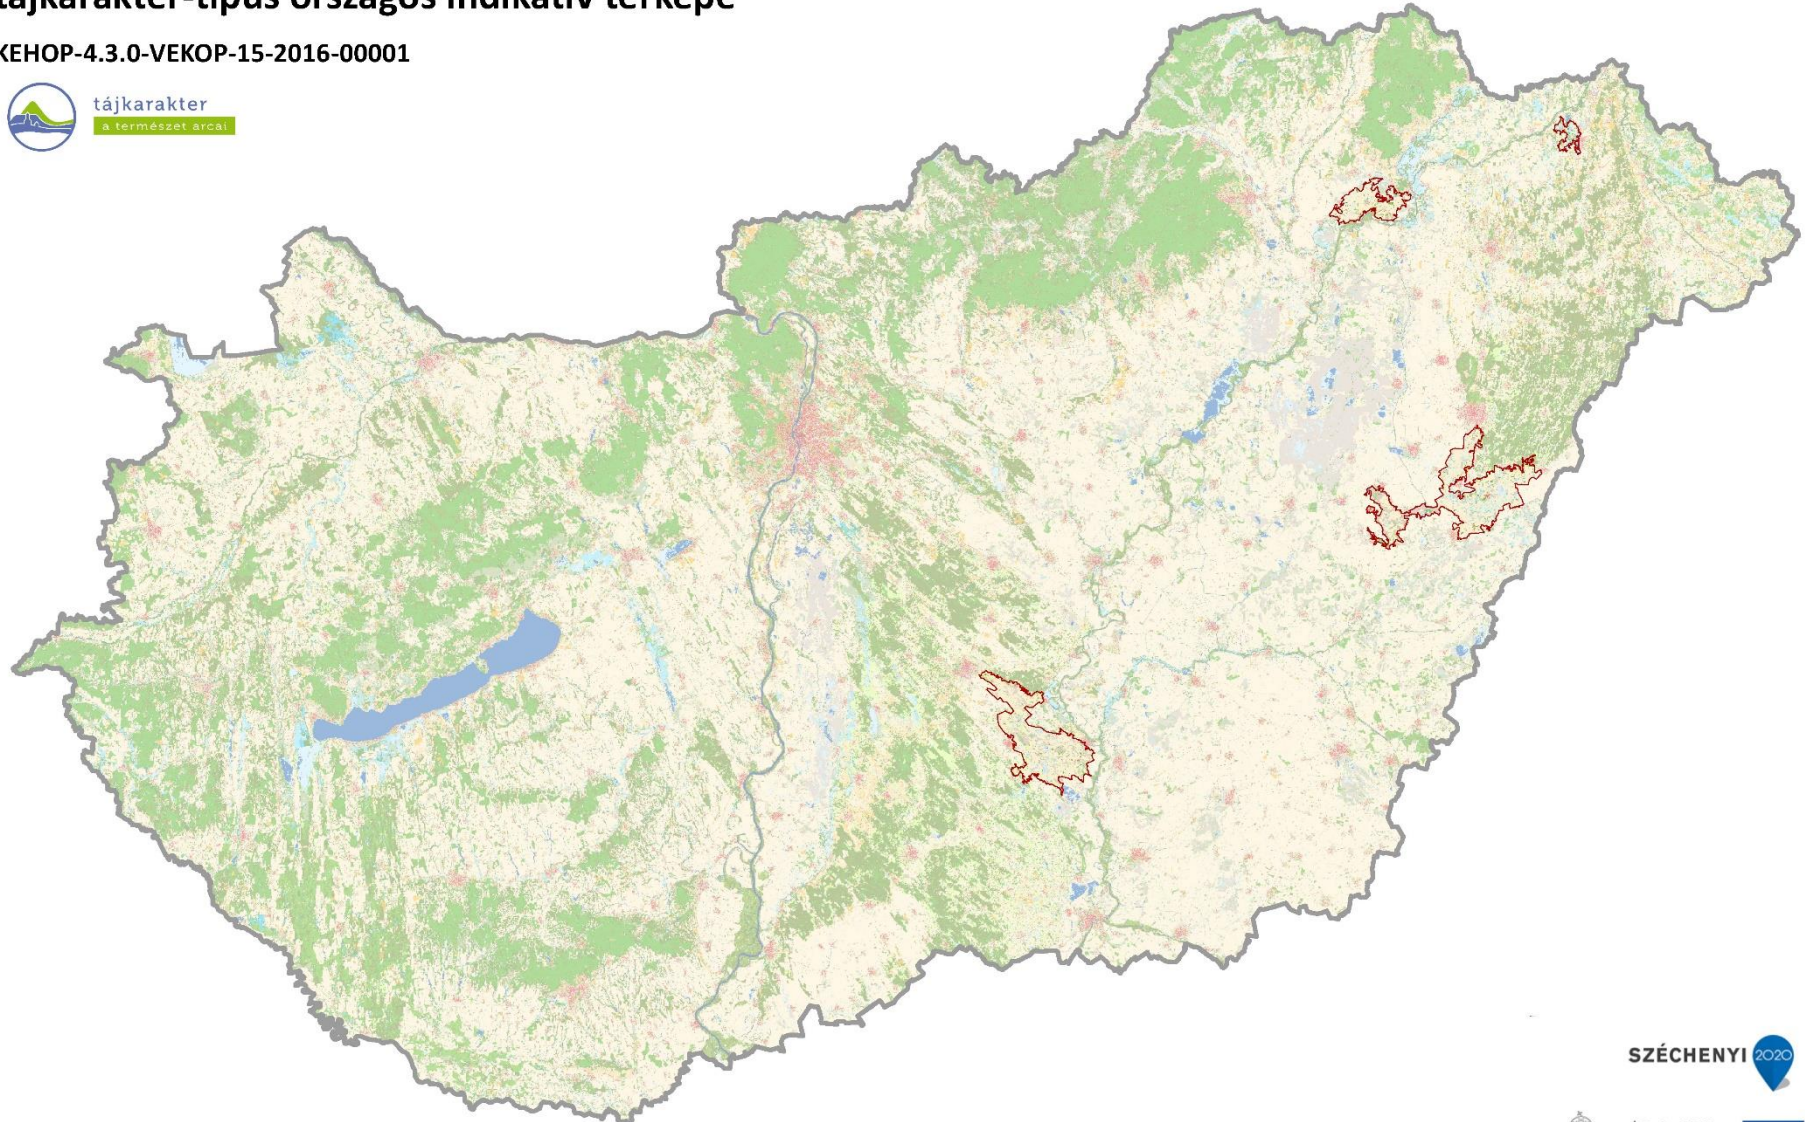 tájkarakter-típus országos indikatív térképe
KEHOP-4.3.0-VEKOP-15-2016-00001
tájkarakter
a természet arcai
SZÉCHENYI 2020